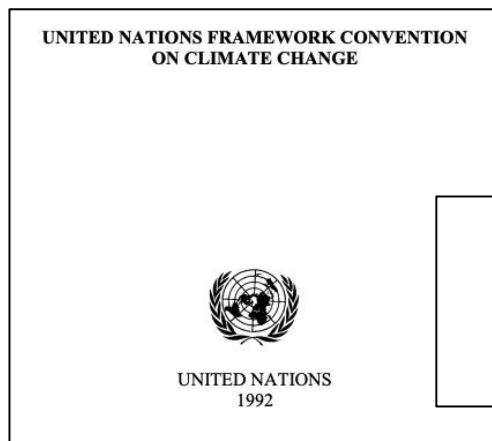 UNITED NATIONS FRAMEWORK CONVENTION
ON CLIMATE CHANGE
UNITED NATIONS
1992